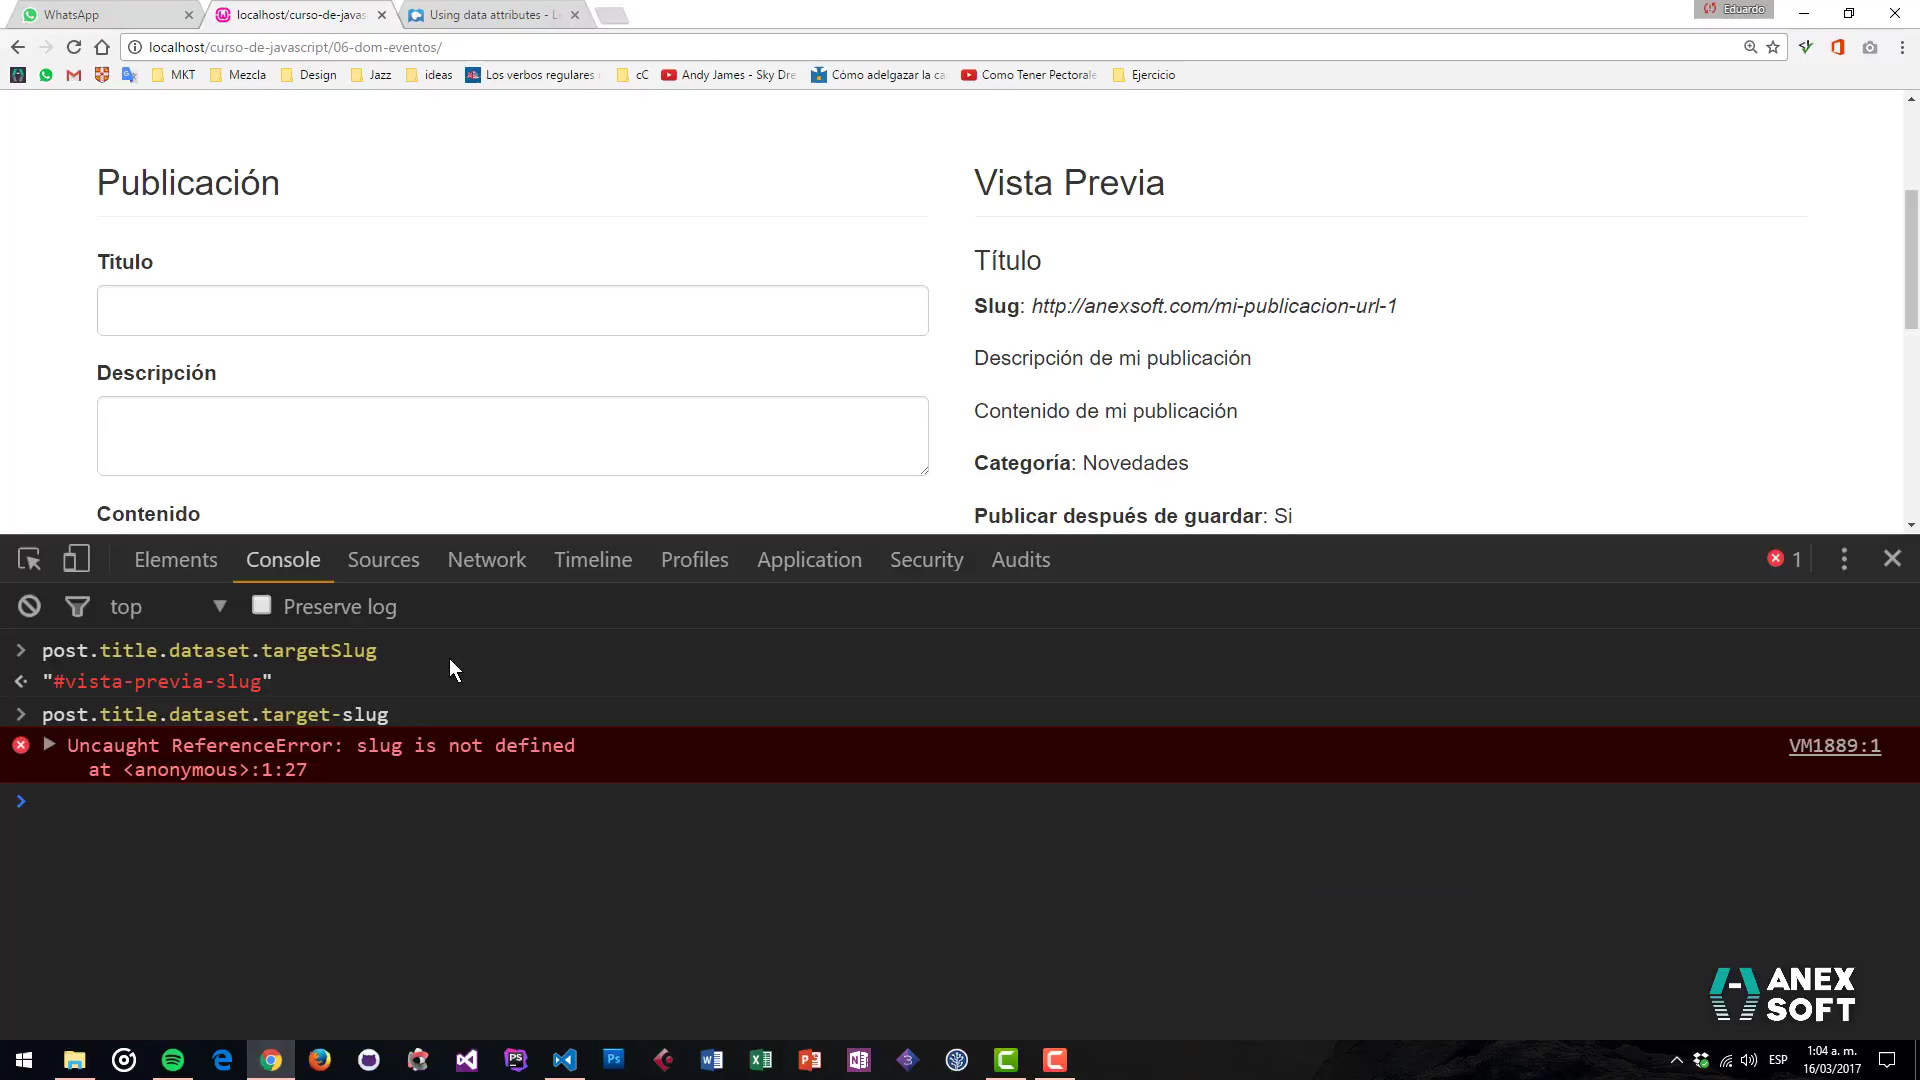 WhatsApp
localhost/curso-de-javas
Using data attributes - Le
Eduardo
localhost/curso-de-javascript/06-dom-eventos/
MKT
Mezcla
Design
Jazz
ideas
Los verbos regulares
cC
Andy James - Sky Dre
Cómo adelgazar la ca
Como Tener Pectorale
Ejercicio
Publicación
Titulo
Descripción
Contenido
Vista Previa
Título
Slug: http://anexsoft.com/mi-publicacion-url-1
Descripción de mi publicación
Contenido de mi publicación
Categoría: Novedades
Publicar después de guardar: Si
Elements Console Sources Network Timeline Profiles Application Security Audits
1
top
Preserve log
post.title.dataset.targetSlug
"#vista-previa-slug"
post.title.dataset.target-slug
Uncaught ReferenceError: slug is not defined
VM1889:1
at <anonymous>:1:27
ANEX
SOFT
ESP
1:04 a. m.
16/03/2017